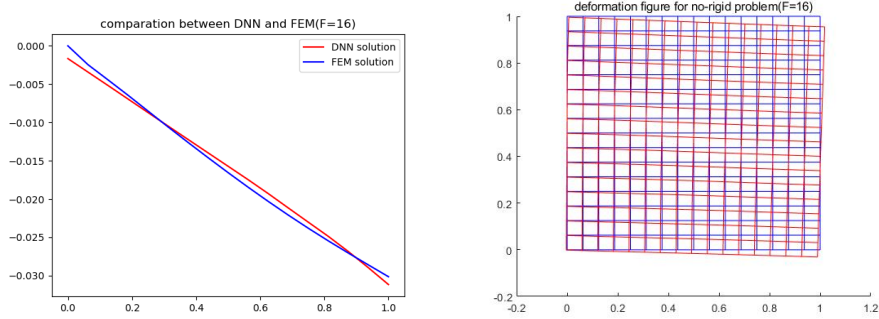 comparation between DNN and FEM(F=16)
DNN solution
FEM solution
0.000
−0.005
−0.010
−0.015
−0.020
−0.025
−0.030
0.0 0.2 0.4 0.6 0.8 1.0
deformation figure for no-rigid problem(F=16)
1
0.8
0.6
0.4
0.2
0
-0.2
-0.2 0 0.2 0.4 0.6 0.8 1 1.2